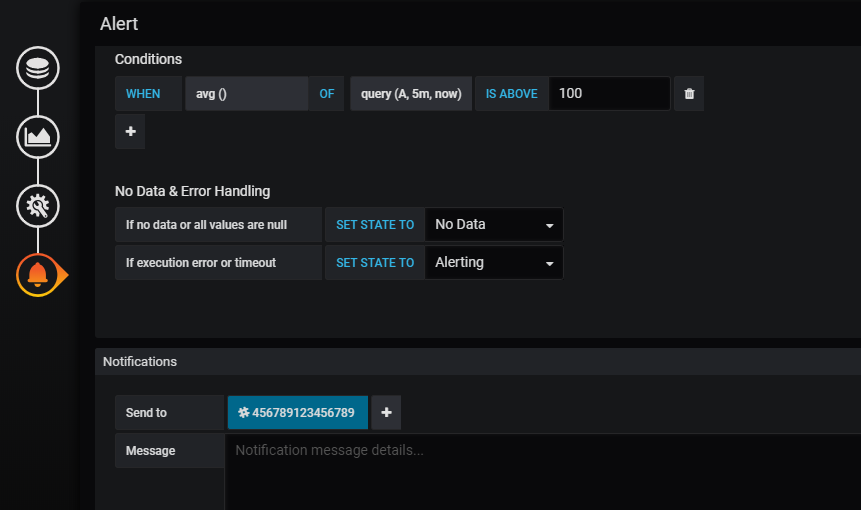 Alert
Conditions
WHEN avg () OF query (A, 5m, now) IS ABOVE 100
No Data & Error Handling
If no data or all values are null SET STATE TO No Data
If execution error or timeout SET STATE TO Alerting
Notifications
Send to 456789123456789
Message Notification message details...